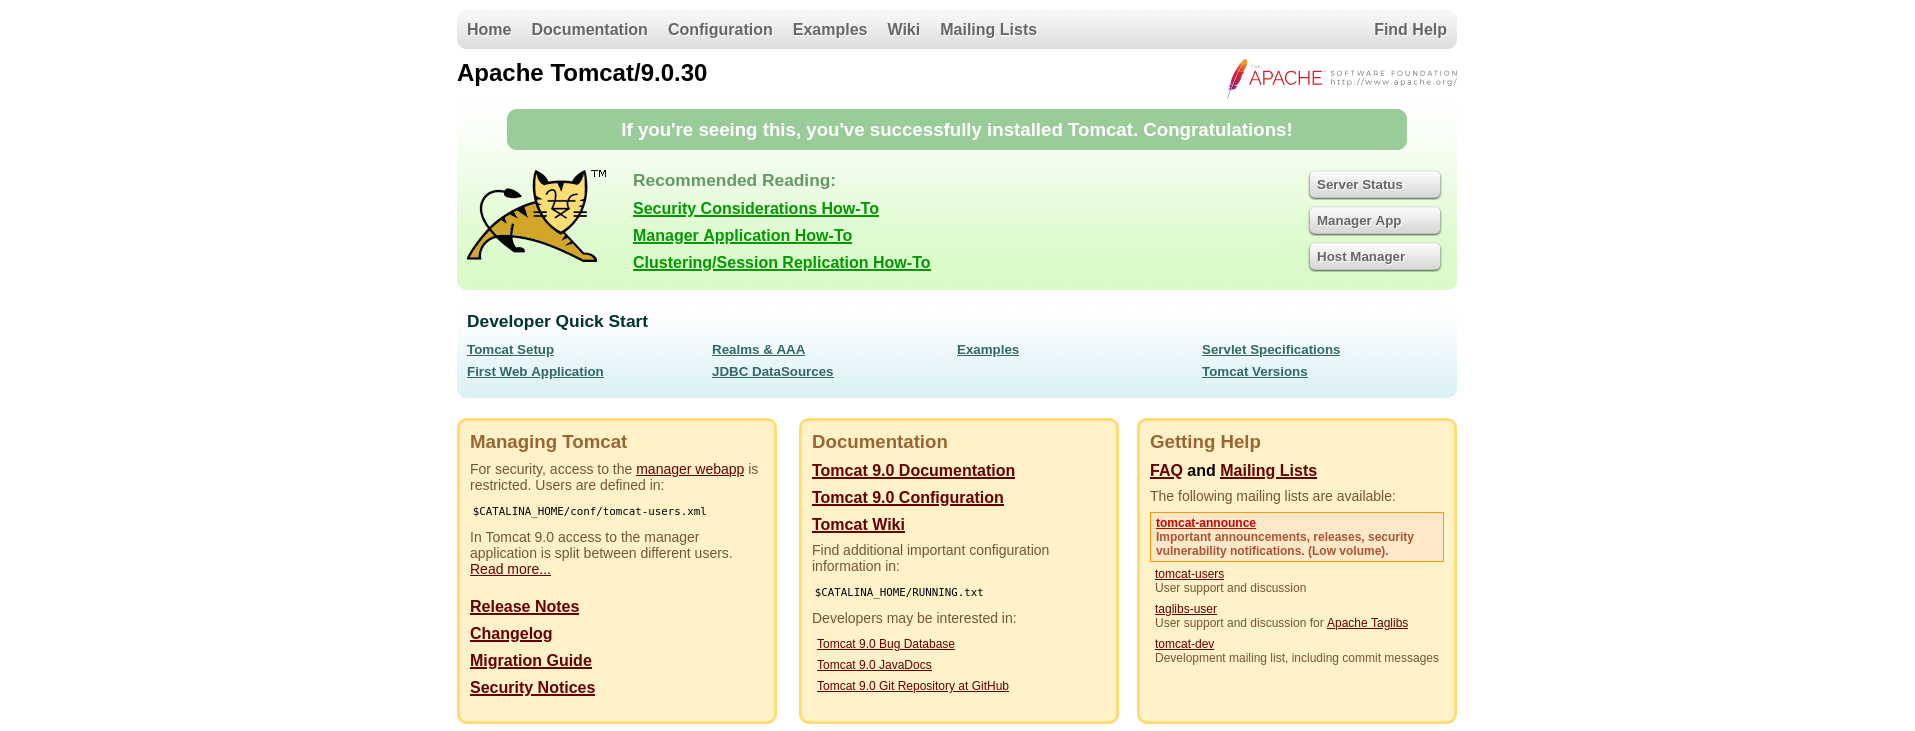 Home Documentation Configuration Examples Wiki Mailing Lists Find Help
Apache Tomcat/9.0.30
THE APACHE SOFTWARE FOUNDATION
http://www.apache.org/
If you're seeing this, you've successfully installed Tomcat. Congratulations!
TM
Recommended Reading:
Security Considerations How-To
Manager Application How-To
Clustering/Session Replication How-To
Server Status
Manager App
Host Manager
Developer Quick Start
Tomcat Setup
First Web Application
Realms & AAA
JDBC DataSources
Examples
Servlet Specifications
Tomcat Versions
Managing Tomcat
For security, access to the manager webapp is
restricted. Users are defined in:
$CATALINA_HOME/conf/tomcat-users.xml
In Tomcat 9.0 access to the manager
application is split between different users.
Read more...
Release Notes
Changelog
Migration Guide
Security Notices
Documentation
Tomcat 9.0 Documentation
Tomcat 9.0 Configuration
Tomcat Wiki
Find additional important configuration
information in:
$CATALINA_HOME/RUNNING.txt
Developers may be interested in:
Tomcat 9.0 Bug Database
Tomcat 9.0 JavaDocs
Tomcat 9.0 Git Repository at GitHub
Getting Help
FAQ and Mailing Lists
The following mailing lists are available:
tomcat-announce
Important announcements, releases, security
vulnerability notifications. (Low volume).
tomcat-users
User support and discussion
taglibs-user
User support and discussion for Apache Taglibs
tomcat-dev
Development mailing list, including commit messages